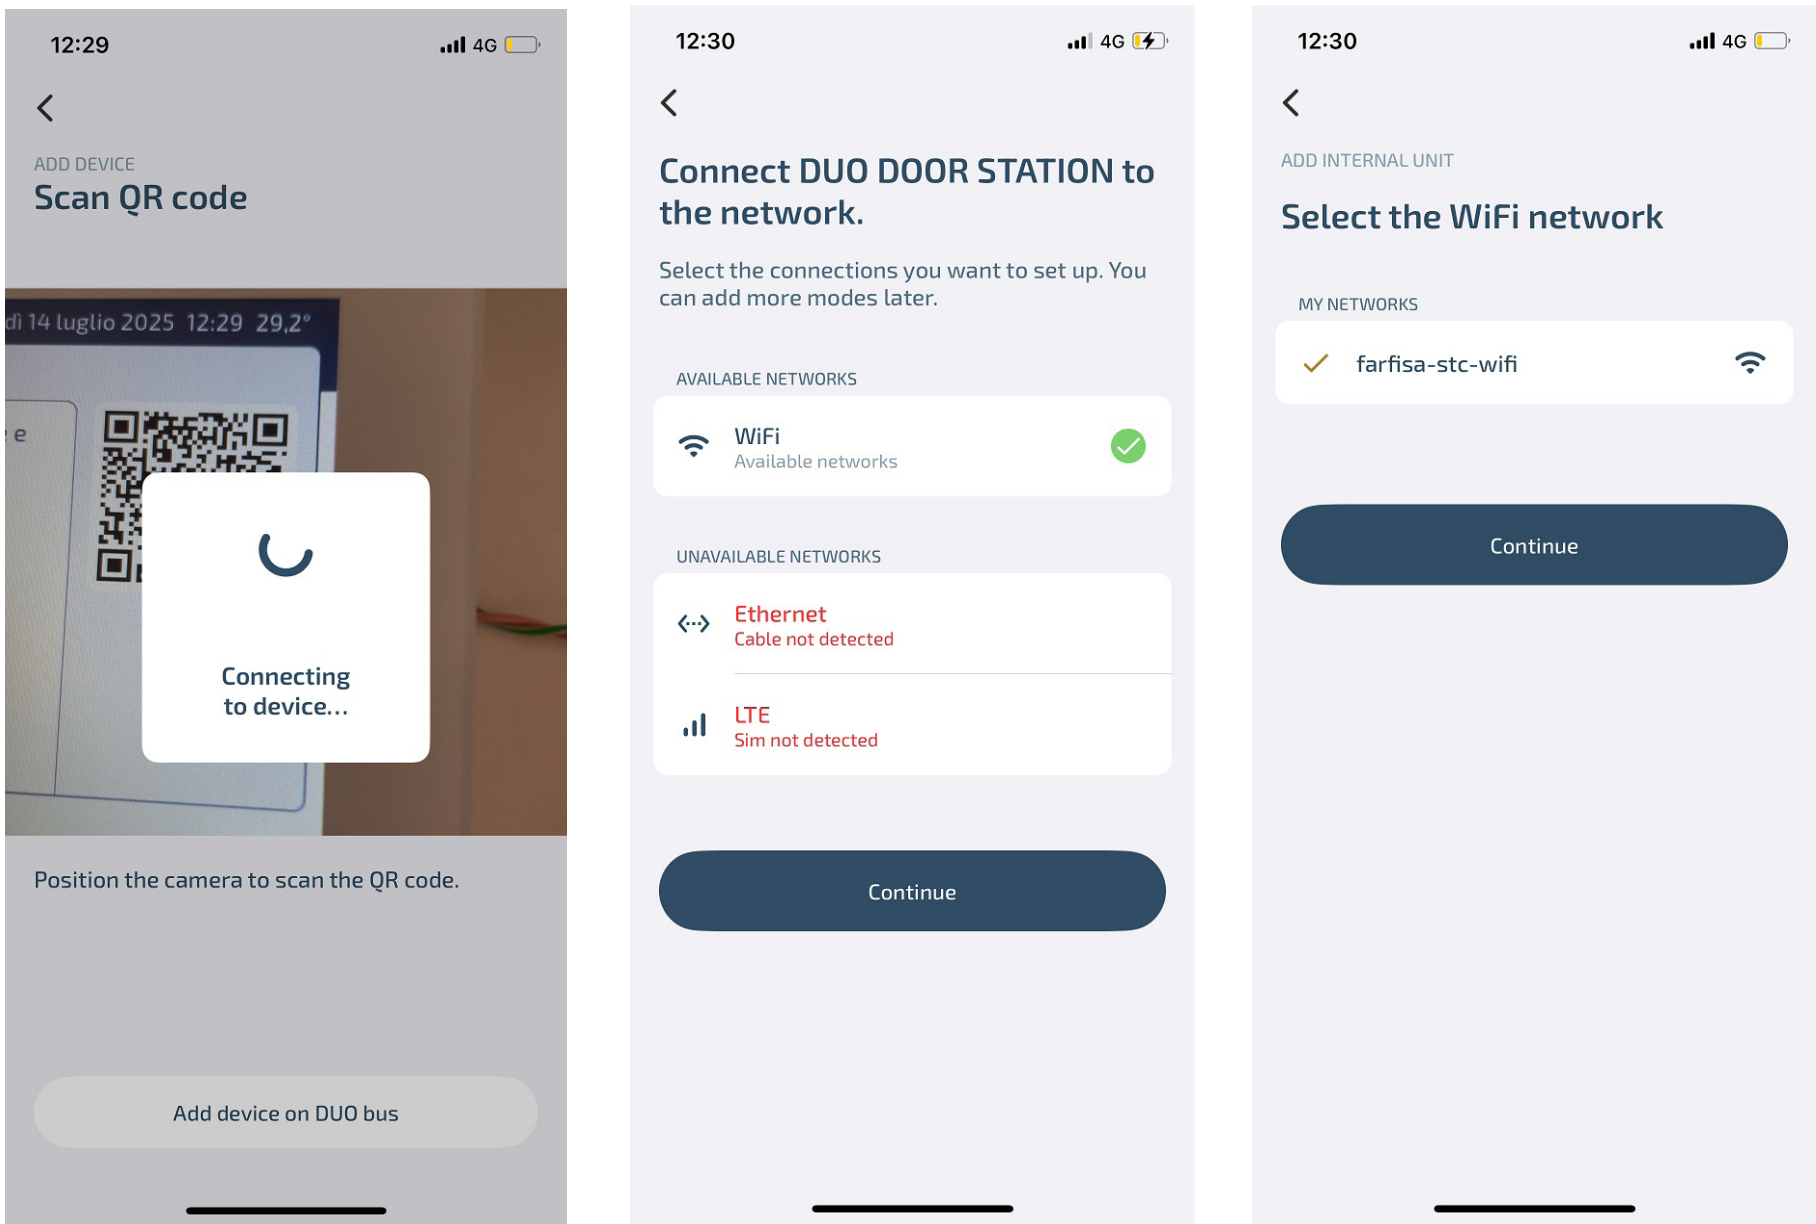 12:29
4G
ADD DEVICE
Scan QR code
dì 14 luglio 2025 12:29 29,2°
e
Connecting
to device...
Position the camera to scan the QR code.
Add device on DUO bus
12:30
4G
Connect DUO DOOR STATION to
the network.
Select the connections you want to set up. You
can add more modes later.
AVAILABLE NETWORKS
WiFi
Available networks
UNAVAILABLE NETWORKS
Ethernet
Cable not detected
LTE
Sim not detected
Continue
12:30
4G
ADD INTERNAL UNIT
Select the WiFi network
MY NETWORKS
farfisa-stc-wifi
Continue